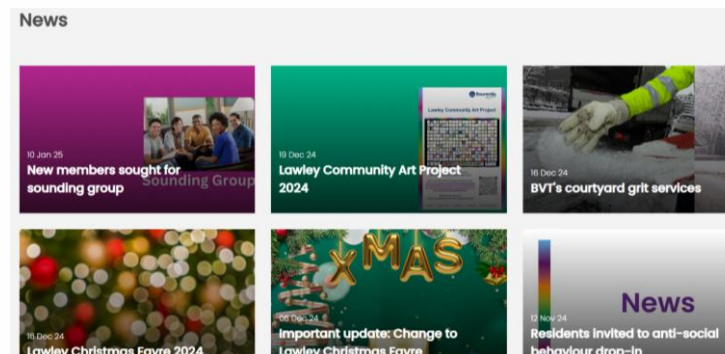 News
10 Jan 25
New members sought for
sounding group
Sounding Group
19 Dec 24
Lawley Community Art Project
2024
Lawley Community Art Project
16 Dec 24
BVT's courtyard grit services
16 Dec 24
Lawley Christmas Fayre 2024
XMAS
06 Dec 24
Important update: Change to
Lawley Christmas Fayre
News
12 Nov 24
Residents invited to anti-social
behaviour drop-in